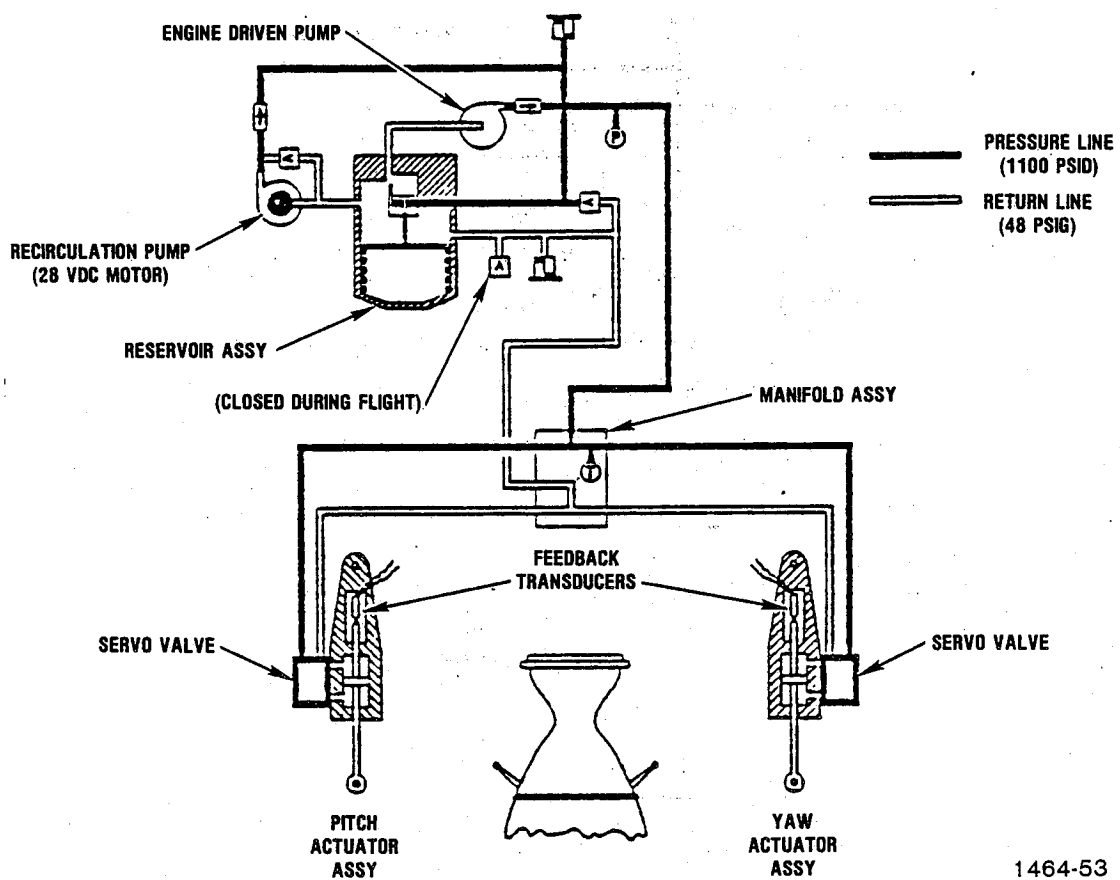 ENGINE DRIVEN PUMP
P
PRESSURE LINE
(1100 PSID)
RETURN LINE
(48 PSIG)
A
A
RECIRCULATION PUMP
(28 VDC MOTOR)
A
RESERVOIR ASSY
(CLOSED DURING FLIGHT)
MANIFOLD ASSY
T
FEEDBACK
TRANSDUCERS
SERVO VALVE
SERVO VALVE
PITCH
ACTUATOR
ASSY
YAW
ACTUATOR
ASSY
1464-53